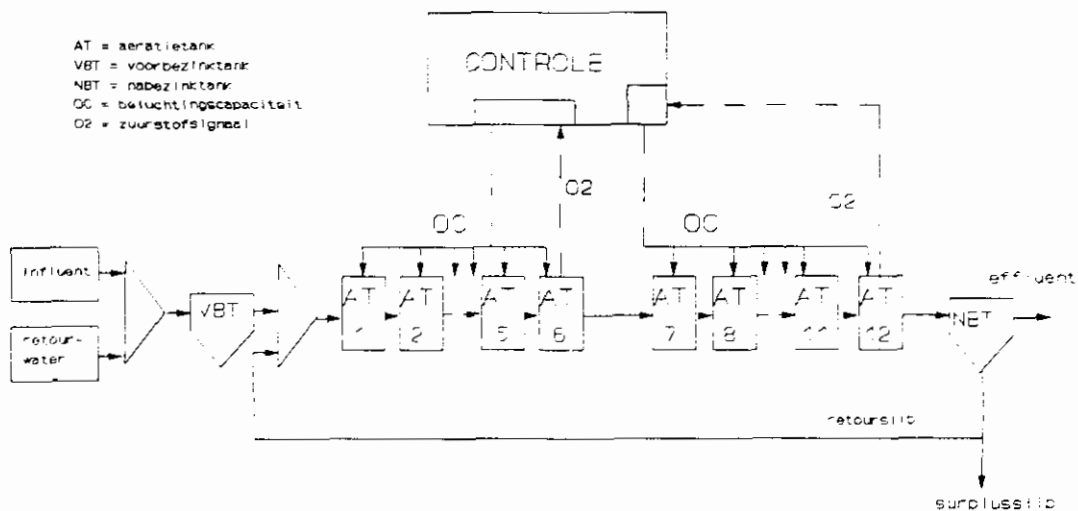 AT = aeratietank
VBT = voorbezinktank
NBT = nabezinktank
OC = beluchtingscapaciteit
O2 = zuurstofsignaal
CONTROLE
O2
O2
OC
OC
influent
retour-
water
VBT
AT
1
AT
2
AT
5
AT
6
AT
7
AT
8
AT
11
AT
12
effluent
NBT
retourslib
surplusslib